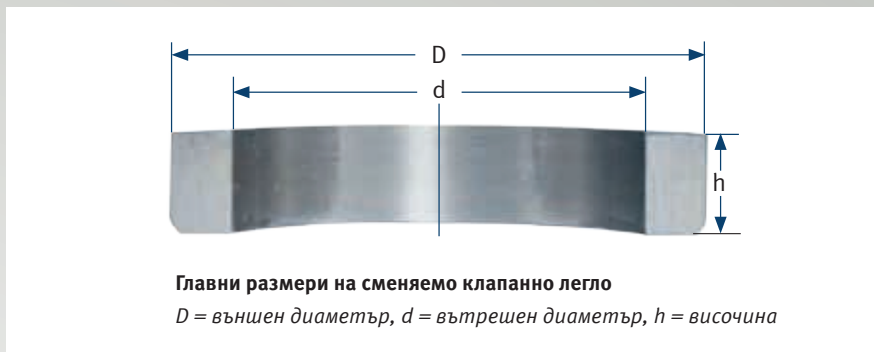 D
d
h
Главни размери на сменяемо клапанно легло
D = външен диаметър, d = вътрешен диаметър, h = височина